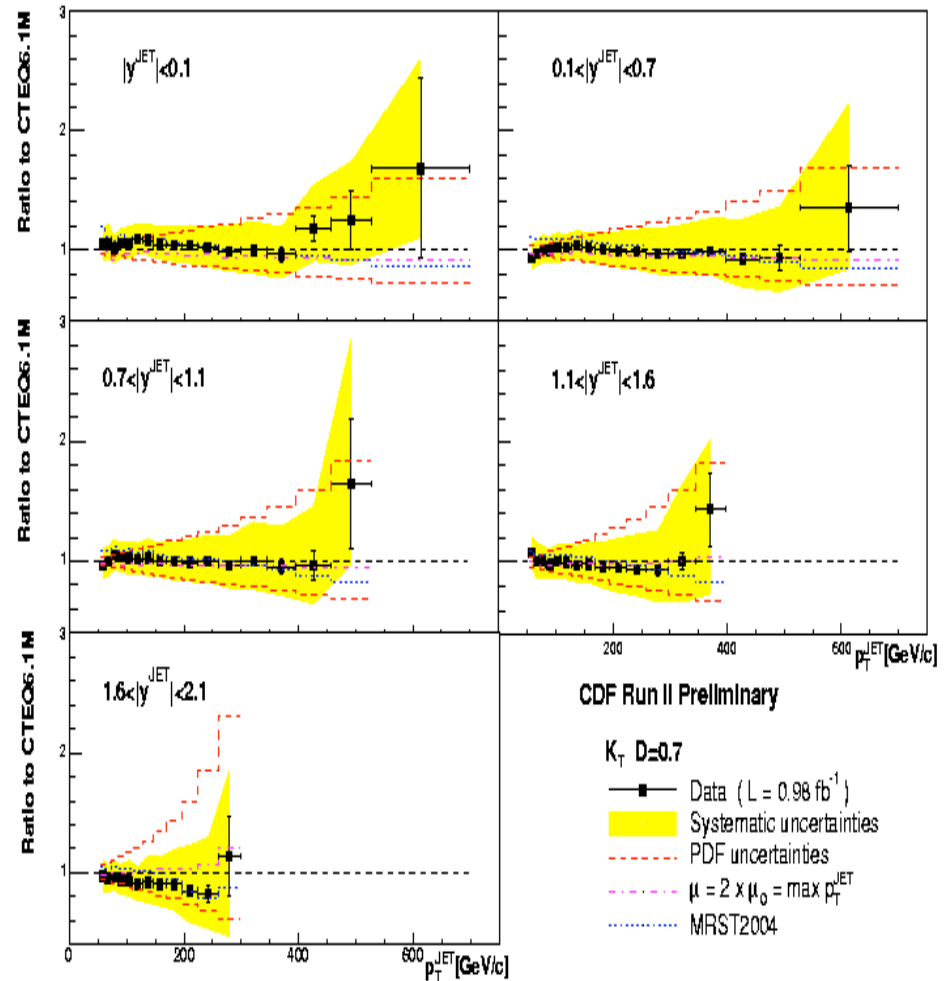 3
2
1
Ratio to CTEQ6.1M
|y^JET|<0.1
0.1<|y^JET|<0.7
3
2
1
Ratio to CTEQ6.1M
0.7<|y^JET|<1.1
1.1<|y^JET|<1.6
200
400
600
p_T^JET[GeV/c]
3
2
1
Ratio to CTEQ6.1M
1.6<|y^JET|<2.1
0
200
400
600
p_T^JET[GeV/c]
CDF Run II Preliminary
K_T D=0.7
Data ( L = 0.98 fb^-1 )
Systematic uncertainties
PDF uncertainties
μ = 2 x μ_o = max p_T^JET
MRST2004